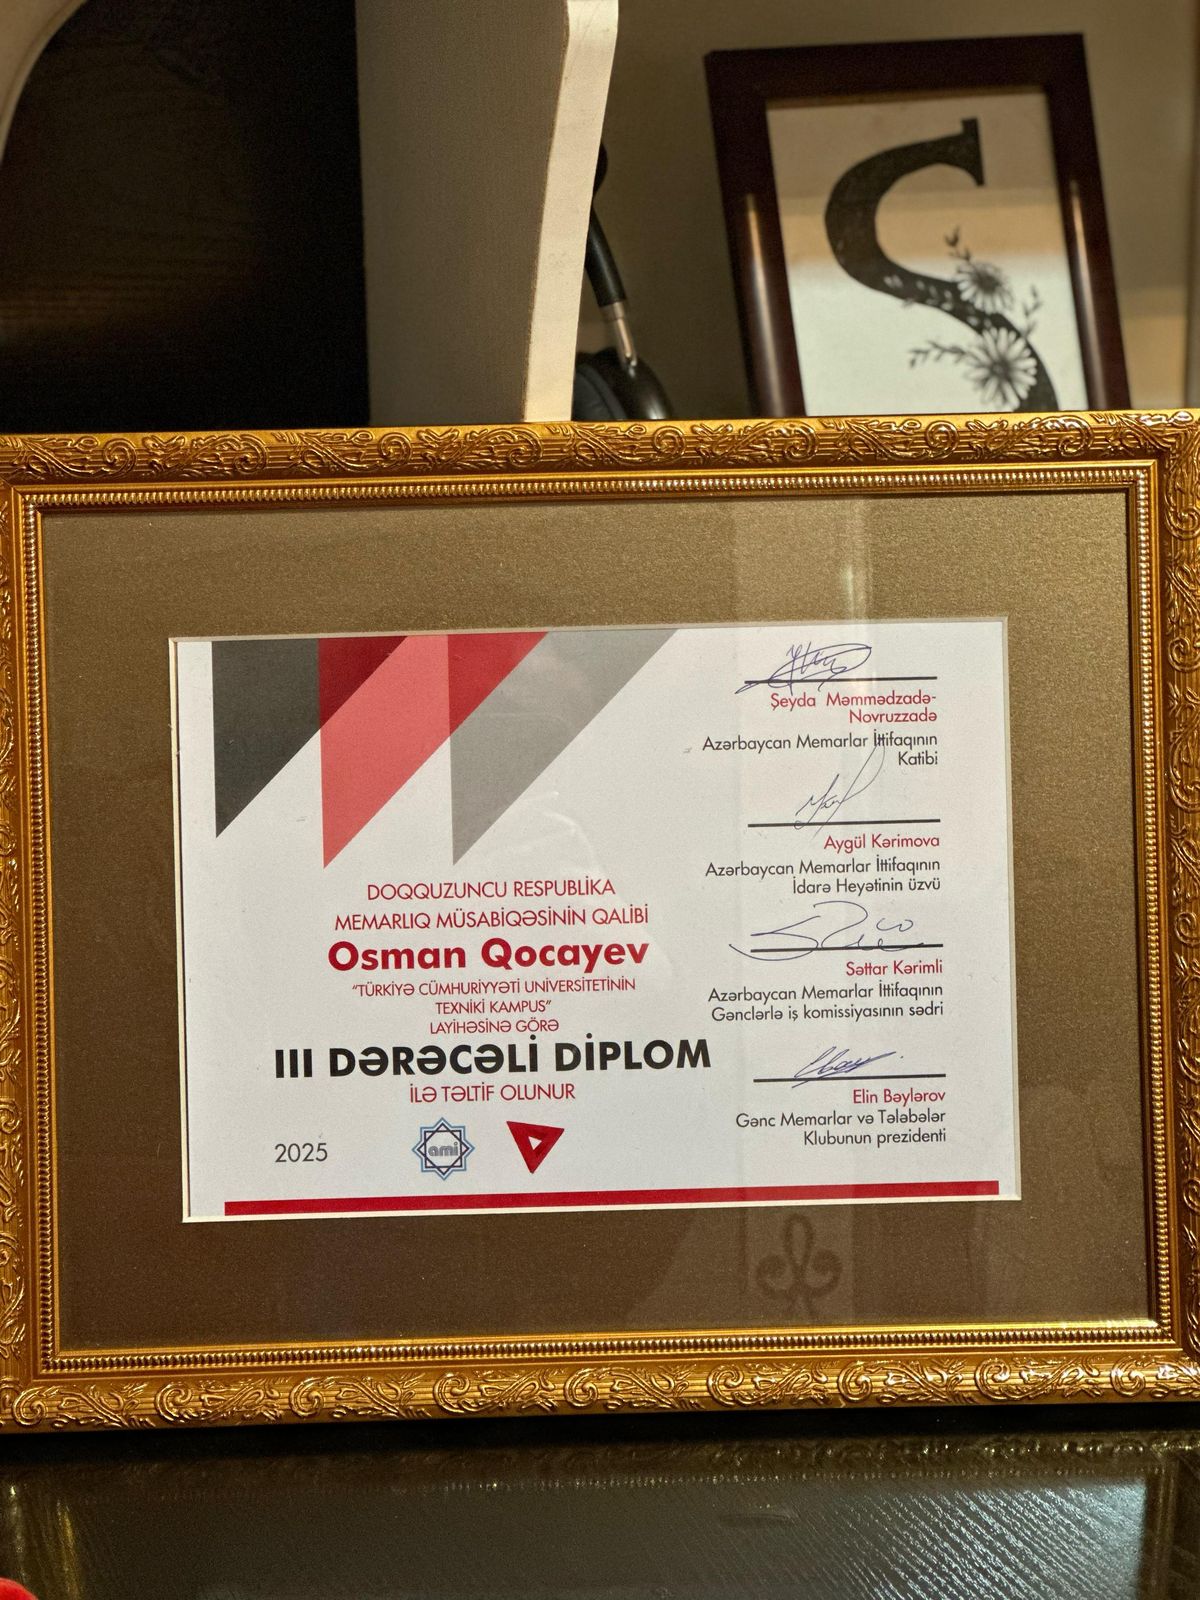 S
DOQQUZUNCU RESPUBLİKA
MEMARLIQ MÜSABİQƏSİNİN QALİBİ
Osman Qocayev
“TÜRKİYƏ CÜMHURİYYƏTİ UNİVERSİTETİNİN
TEXNİKİ KAMPUS”
LAYİHƏSİNƏ GÖRƏ
III DƏRƏCƏLİ DİPLOM
İLƏ TƏLTİF OLUNUR
2025
ami
Şeyda Məmmədzadə-
Novruzzadə
Azərbaycan Memarlar İttifaqının
Katibi
Aygül Kərimova
Azərbaycan Memarlar İttifaqının
İdarə Heyətinin üzvü
Səttar Kərimli
Azərbaycan Memarlar İttifaqının
Gənclərlə iş komissiyasının sədri
Elin Bəylərov
Gənc Memarlar və Tələbələr
Klubunun prezidenti